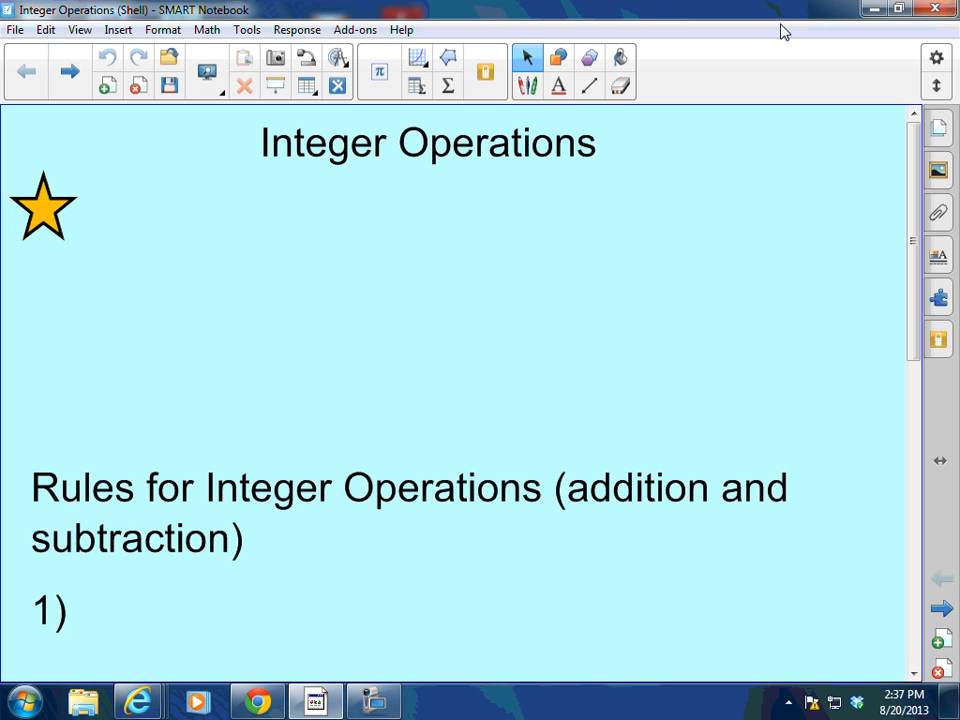 Integer Operations (Shell) - SMART Notebook
File Edit View Insert Format Math Tools Response Add-ons Help
Integer Operations
Rules for Integer Operations (addition and
subtraction)
1)
2:37 PM
8/20/2013